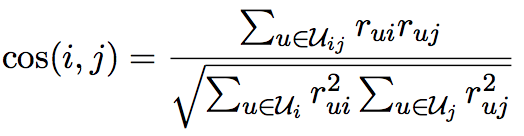 $$\cos(i, j) = \frac{\sum_{u \in \mathcal{U}_{ij}} r_{ui} r_{uj}}{\sqrt{\sum_{u \in \mathcal{U}_i} r_{ui}^2 \sum_{u \in \mathcal{U}_j} r_{uj}^2}}$$